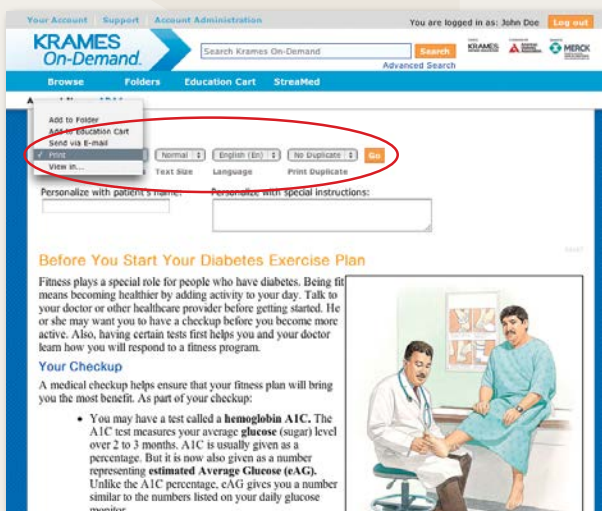 Your Account Support Account Administration
You are logged in as: John Doe Log out
KRAMES
On-Demand.
Search Krames On-Demand Search
Advanced Search
KRAMES
MERCK
Browse Folders Education Cart StreaMed
Add to Folder
Add to Education Cart
Send via E-mail
✓ Print
View in...
Normal English (En) No Duplicate Go
Text Size Language Print Duplicate
Personalize with patient's name: Personalize with special instructions:
Before You Start Your Diabetes Exercise Plan
Fitness plays a special role for people who have diabetes. Being fit
means becoming healthier by adding activity to your day. Talk to
your doctor or other healthcare provider before getting started. He
or she may want you to have a checkup before you become more
active. Also, having certain tests first helps you and your doctor
learn how you will respond to a fitness program.
Your Checkup
A medical checkup helps ensure that your fitness plan will bring
you the most benefit. As part of your checkup:
• You may have a test called a hemoglobin A1C. The
A1C test measures your average glucose (sugar) level
over 2 to 3 months. A1C is usually given as a
percentage. But it is now also given as a number
representing estimated Average Glucose (eAG).
Unlike the A1C percentage, eAG gives you a number
similar to the numbers listed on your daily glucose
monitor.